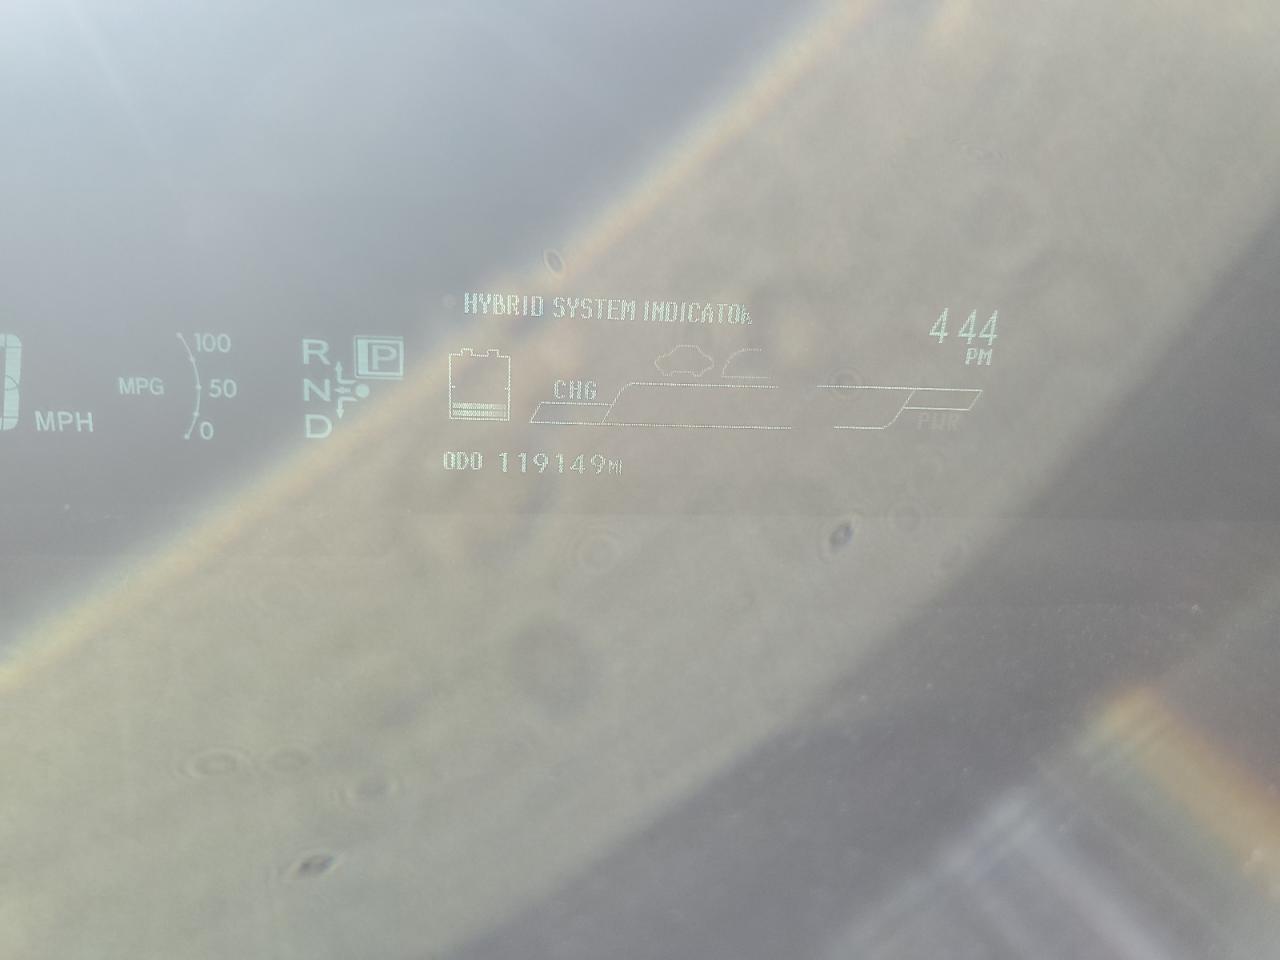 HYBRID SYSTEM INDICATOR
4 44
PM
100
MPG 50
0
MPH
R P
N
D
CHG
PWR
ODO 119149MI